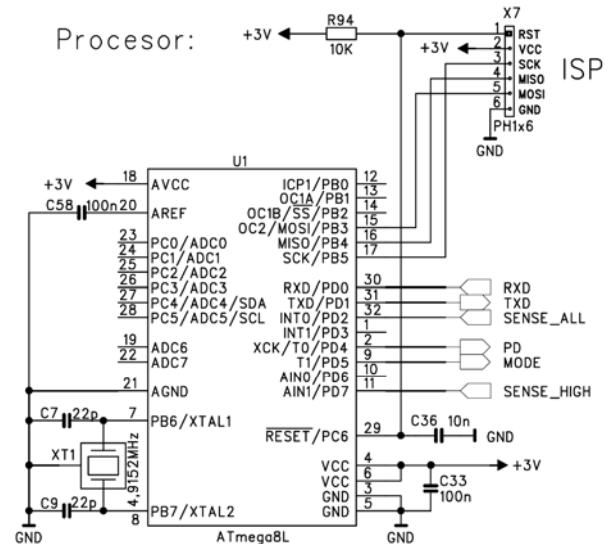 Procesor:
+3V
R94
10K
X7
1 RST
2 VCC
3 SCK
4 MISO
5 MOSI
6 GND
PH1x6
+3V
GND
ISP
U1
+3V
18 AVCC
C58 100n
20 AREF
23 PC0/ADC0
24 PC1/ADC1
25 PC2/ADC2
26 PC3/ADC3
27 PC4/ADC4/SDA
28 PC5/ADC5/SCL
19 ADC6
22 ADC7
21 AGND
C7 22p
7 PB6/XTAL1
XT1
4,9152MHz
C9 22p
8 PB7/XTAL2
GND
ICP1/PB0 12
OC1A/PB1 13
OC1B/SS/PB2 14
OC2/MOSI/PB3 15
MISO/PB4 16
SCK/PB5 17
RXD/PD0 30 RXD
TXD/PD1 31 TXD
INT0/PD2 32 SENSE_ALL
INT1/PD3 1
XCK/T0/PD4 2 PD
T1/PD5 9 MODE
AIN0/PD6 10
AIN1/PD7 11 SENSE_HIGH
RESET/PC6 29
C36 10n
GND
VCC 4
VCC 6
GND 3
GND 5
+3V
C33
100n
GND
ATmega8L